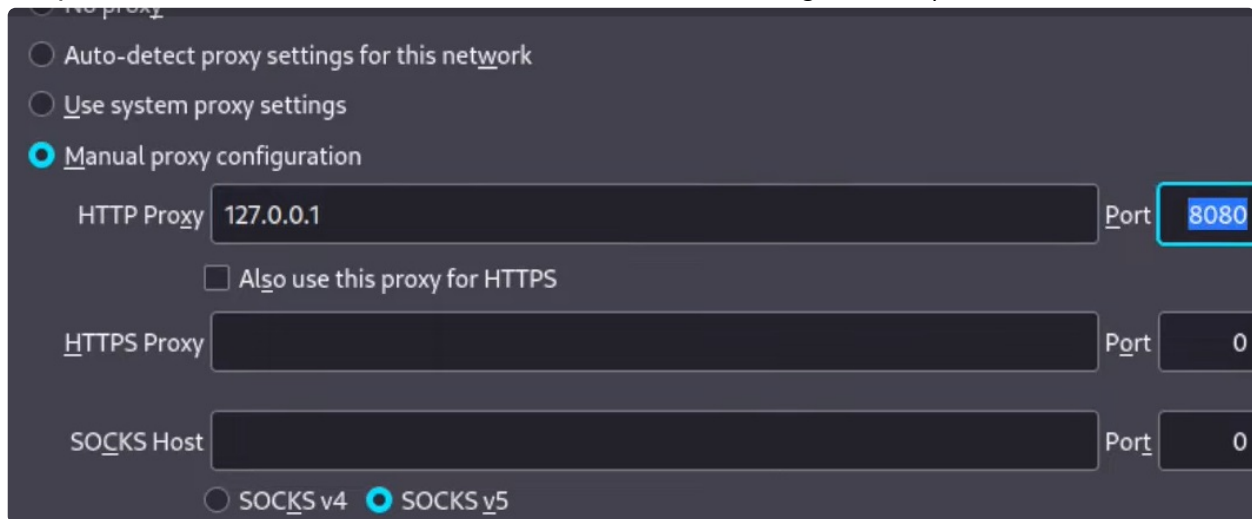 No proxy
Auto-detect proxy settings for this network
Use system proxy settings
Manual proxy configuration
HTTP Proxy 127.0.0.1 Port 8080
Also use this proxy for HTTPS
HTTPS Proxy Port 0
SOCKS Host Port 0
SOCKS v4 SOCKS v5